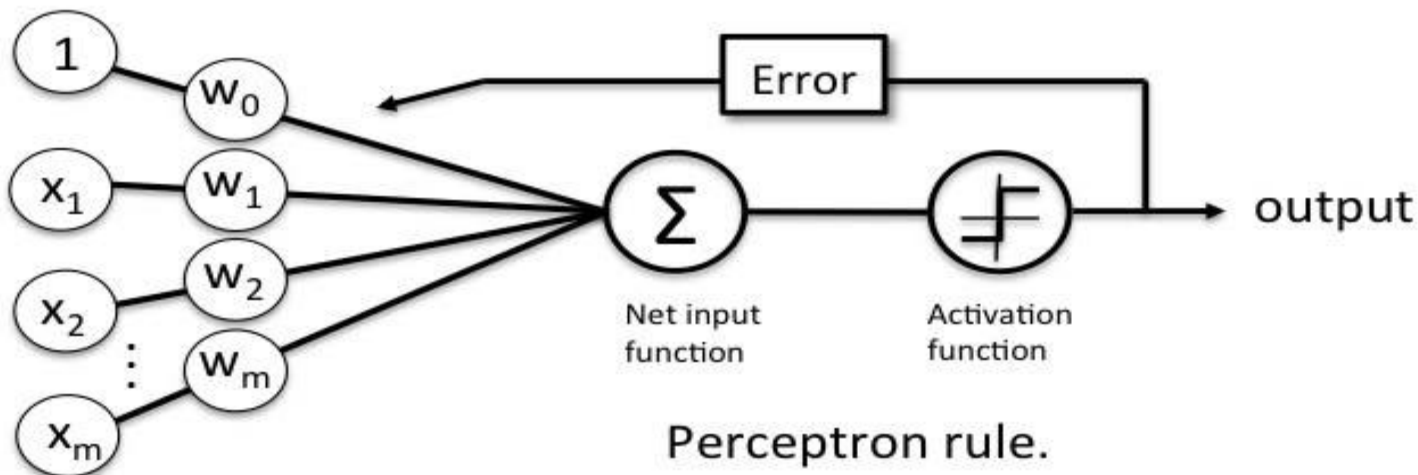 1
w₀
Error
x₁
w₁
Σ
output
x₂
w₂
Net input
function
Activation
function
⋮
wₘ
xₘ
Perceptron rule.